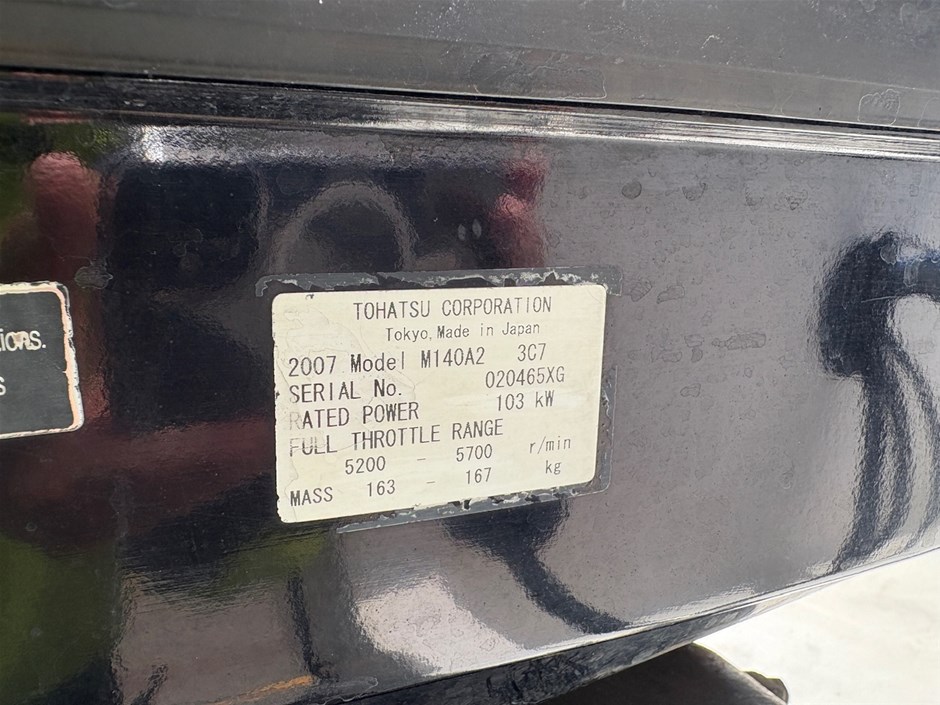 TOHATSU CORPORATION
Tokyo, Made in Japan
2007 Model M140A2 3C7
SERIAL No. 020465XG
RATED POWER 103 kW
FULL THROTTLE RANGE
5200 - 5700 r/min
MASS 163 - 167 kg